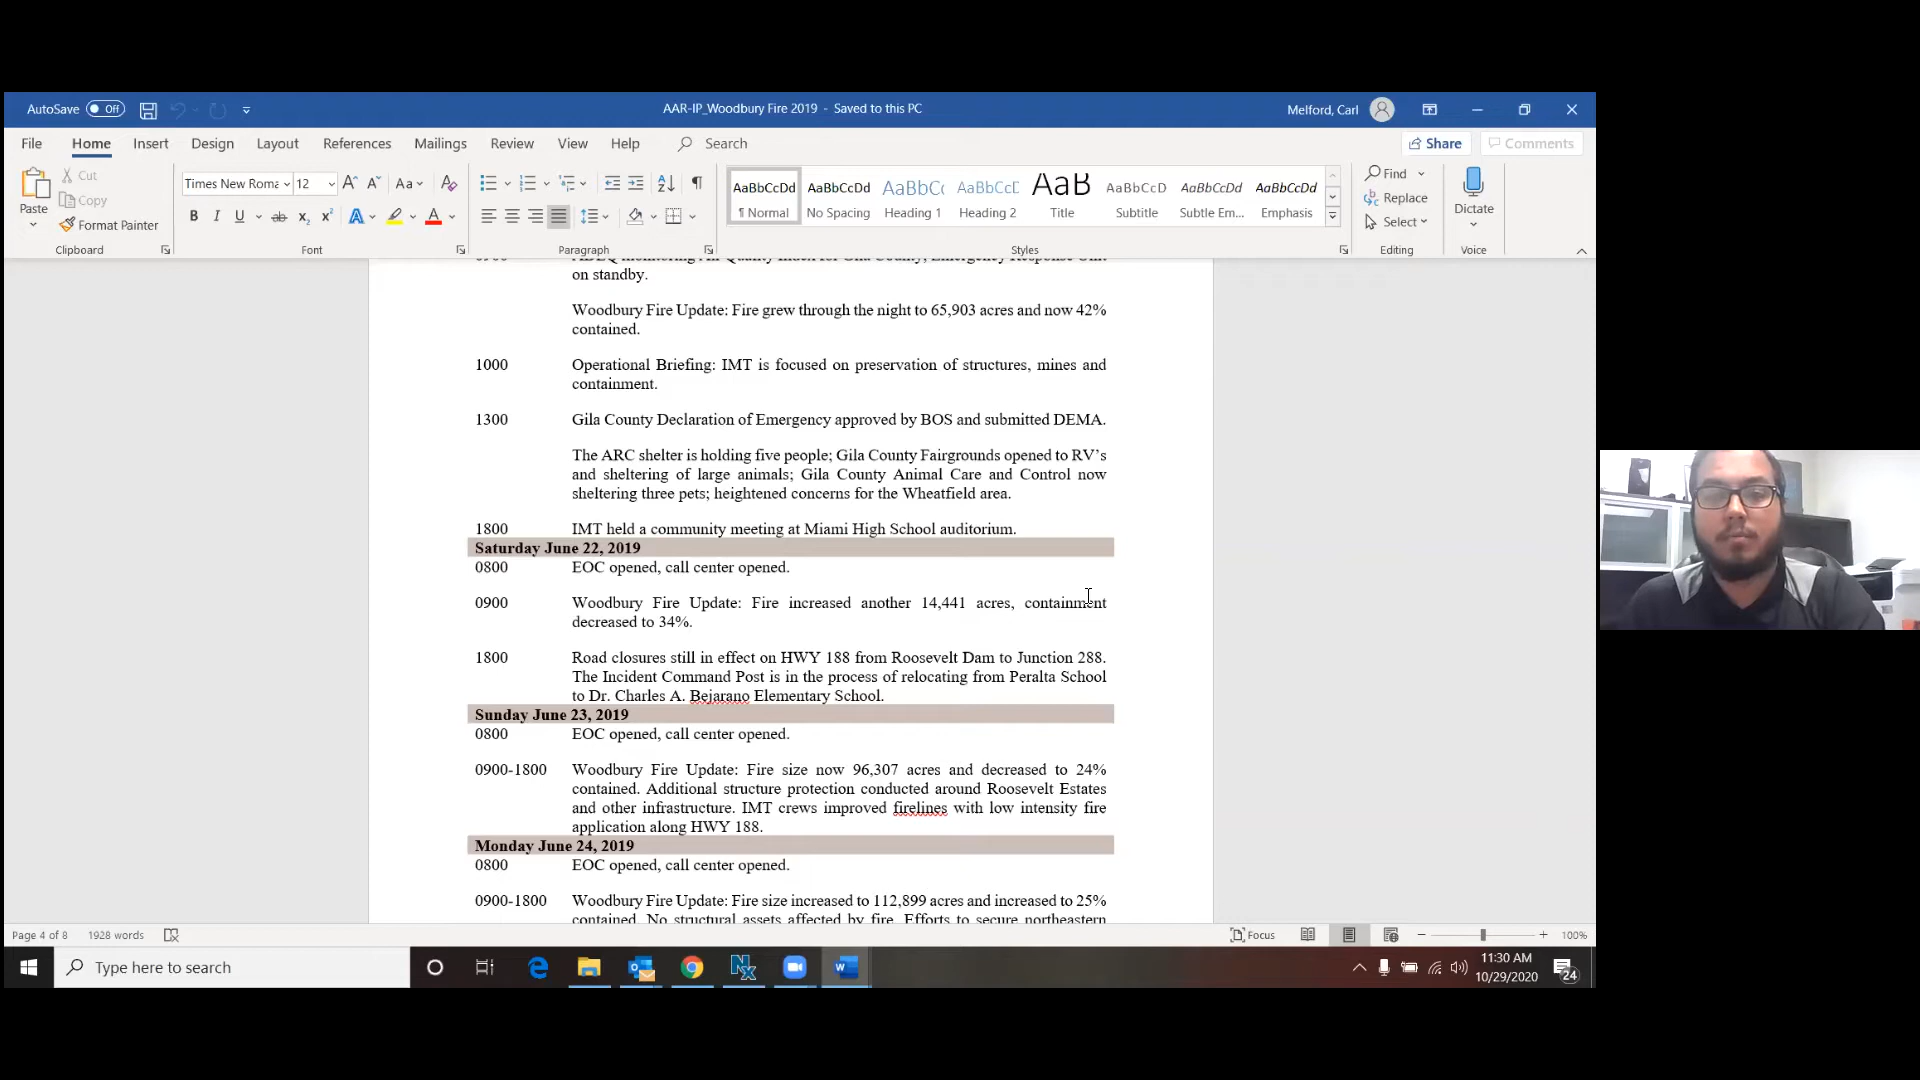 AutoSave Off
AAR-IP_Woodbury Fire 2019 - Saved to this PC
Melford, Carl
File Home Insert Design Layout References Mailings Review View Help Search
Share Comments
Paste
Cut
Copy
Format Painter
Clipboard
Times New Roma 12
Font
Paragraph
AaBbCcDd AaBbCcDd AaBbCc AaBbCcE AaB AaBbCcD AaBbCcDd AaBbCcDd
¶ Normal No Spacing Heading 1 Heading 2 Title Subtitle Subtle Em... Emphasis
Styles
Find
Replace
Select
Editing
Dictate
Voice
on standby.
Woodbury Fire Update: Fire grew through the night to 65,903 acres and now 42%
contained.
1000 Operational Briefing: IMT is focused on preservation of structures, mines and
containment.
1300 Gila County Declaration of Emergency approved by BOS and submitted DEMA.
The ARC shelter is holding five people; Gila County Fairgrounds opened to RV’s
and sheltering of large animals; Gila County Animal Care and Control now
sheltering three pets; heightened concerns for the Wheatfield area.
1800 IMT held a community meeting at Miami High School auditorium.
Saturday June 22, 2019
0800 EOC opened, call center opened.
0900 Woodbury Fire Update: Fire increased another 14,441 acres, containment
decreased to 34%.
1800 Road closures still in effect on HWY 188 from Roosevelt Dam to Junction 288.
The Incident Command Post is in the process of relocating from Peralta School
to Dr. Charles A. Bejarano Elementary School.
Sunday June 23, 2019
0800 EOC opened, call center opened.
0900-1800 Woodbury Fire Update: Fire size now 96,307 acres and decreased to 24%
contained. Additional structure protection conducted around Roosevelt Estates
and other infrastructure. IMT crews improved firelines with low intensity fire
application along HWY 188.
Monday June 24, 2019
0800 EOC opened, call center opened.
0900-1800 Woodbury Fire Update: Fire size increased to 112,899 acres and increased to 25%
contained. No structural assets affected by fire. Efforts to secure northeastern
Page 4 of 8 1928 words
Focus
100%
Type here to search
11:30 AM
10/29/2020
24